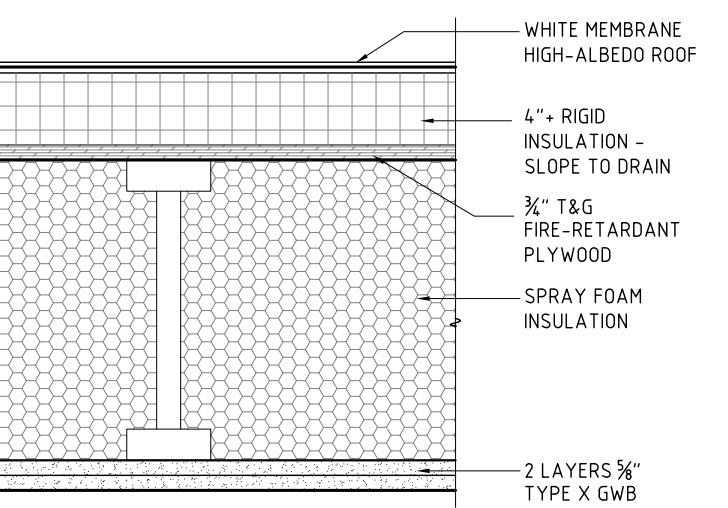 WHITE MEMBRANE
HIGH-ALBEDO ROOF
4"+ RIGID
INSULATION -
SLOPE TO DRAIN
¾" T&G
FIRE-RETARDANT
PLYWOOD
SPRAY FOAM
INSULATION
2 LAYERS ⅝"
TYPE X GWB